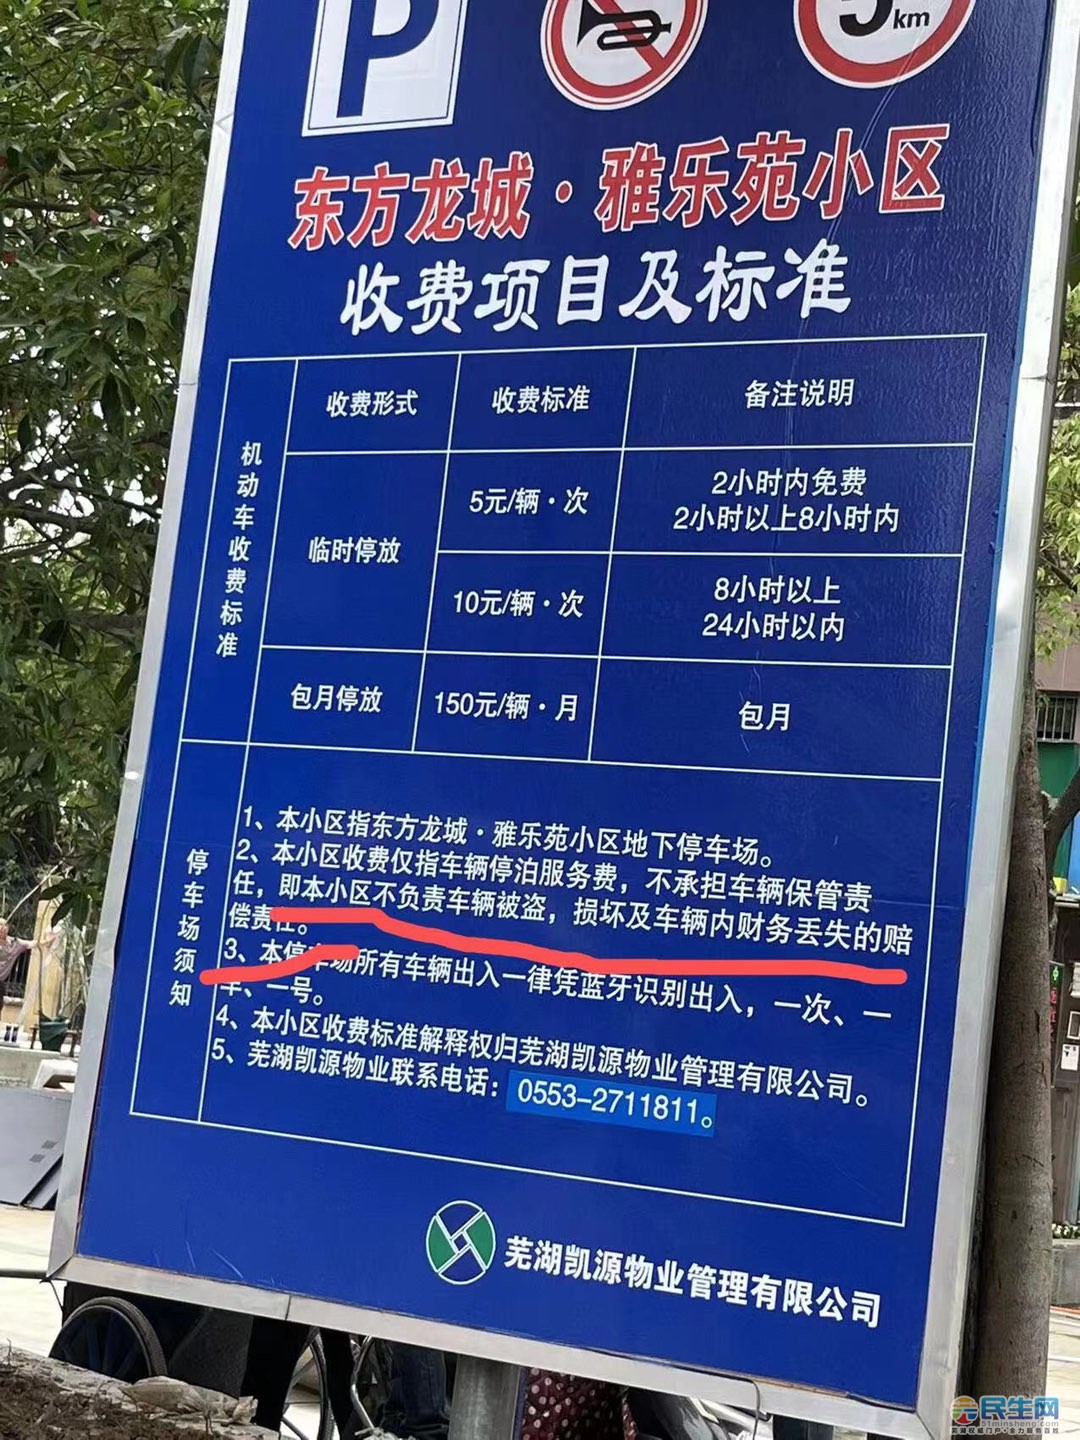 P
5
km
东方龙城·雅乐苑小区
收费项目及标准
机动车收费标准
收费形式
收费标准
备注说明
临时停放
5元/辆·次
2小时内免费
2小时以上8小时内
10元/辆·次
8小时以上
24小时以内
包月停放
150元/辆·月
包月
停车场须知
1、本小区指东方龙城·雅乐苑小区地下停车场。
2、本小区收费仅指车辆停泊服务费，不承担车辆保管责
任，即本小区不负责车辆被盗，损坏及车辆内财务丢失的赔
偿责任。
3、本停车场所有车辆出入一律凭蓝牙识别出入，一次、一
车、一号。
4、本小区收费标准解释权归芜湖凯源物业管理有限公司。
5、芜湖凯源物业联系电话：0553-2711811。
芜湖凯源物业管理有限公司
民生网
51minsheng.com